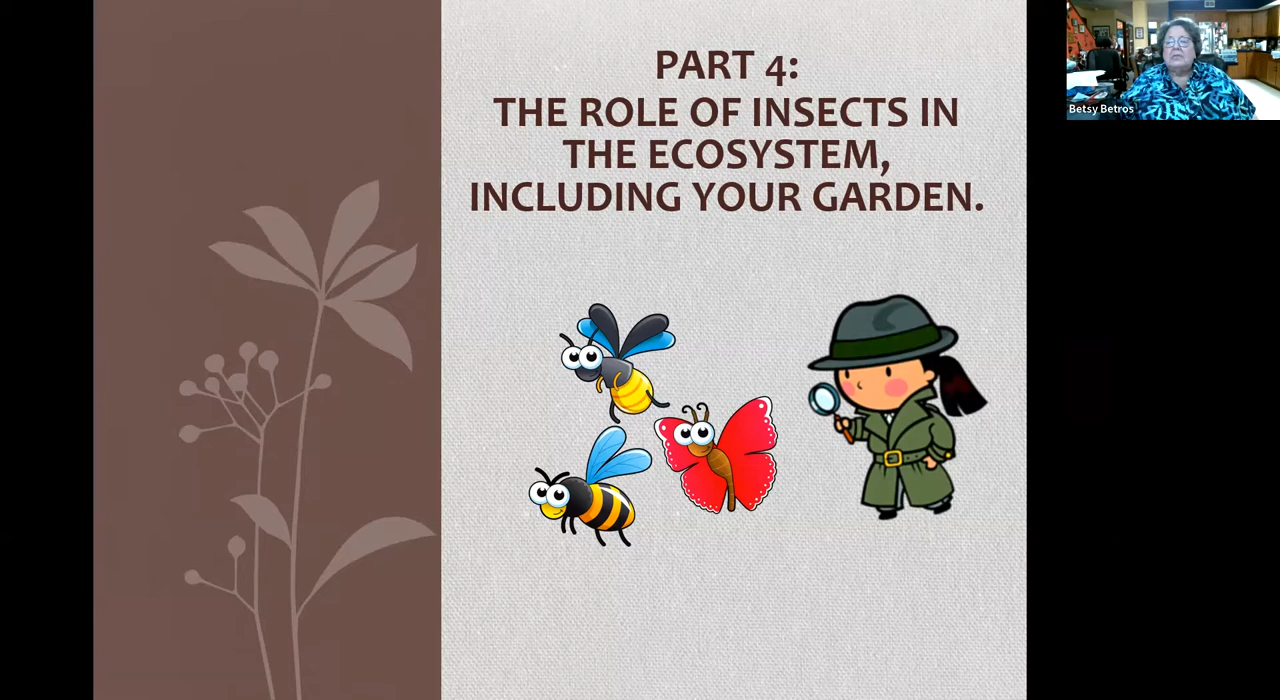 PART 4:
THE ROLE OF INSECTS IN
THE ECOSYSTEM,
INCLUDING YOUR GARDEN.
Betsy Betros